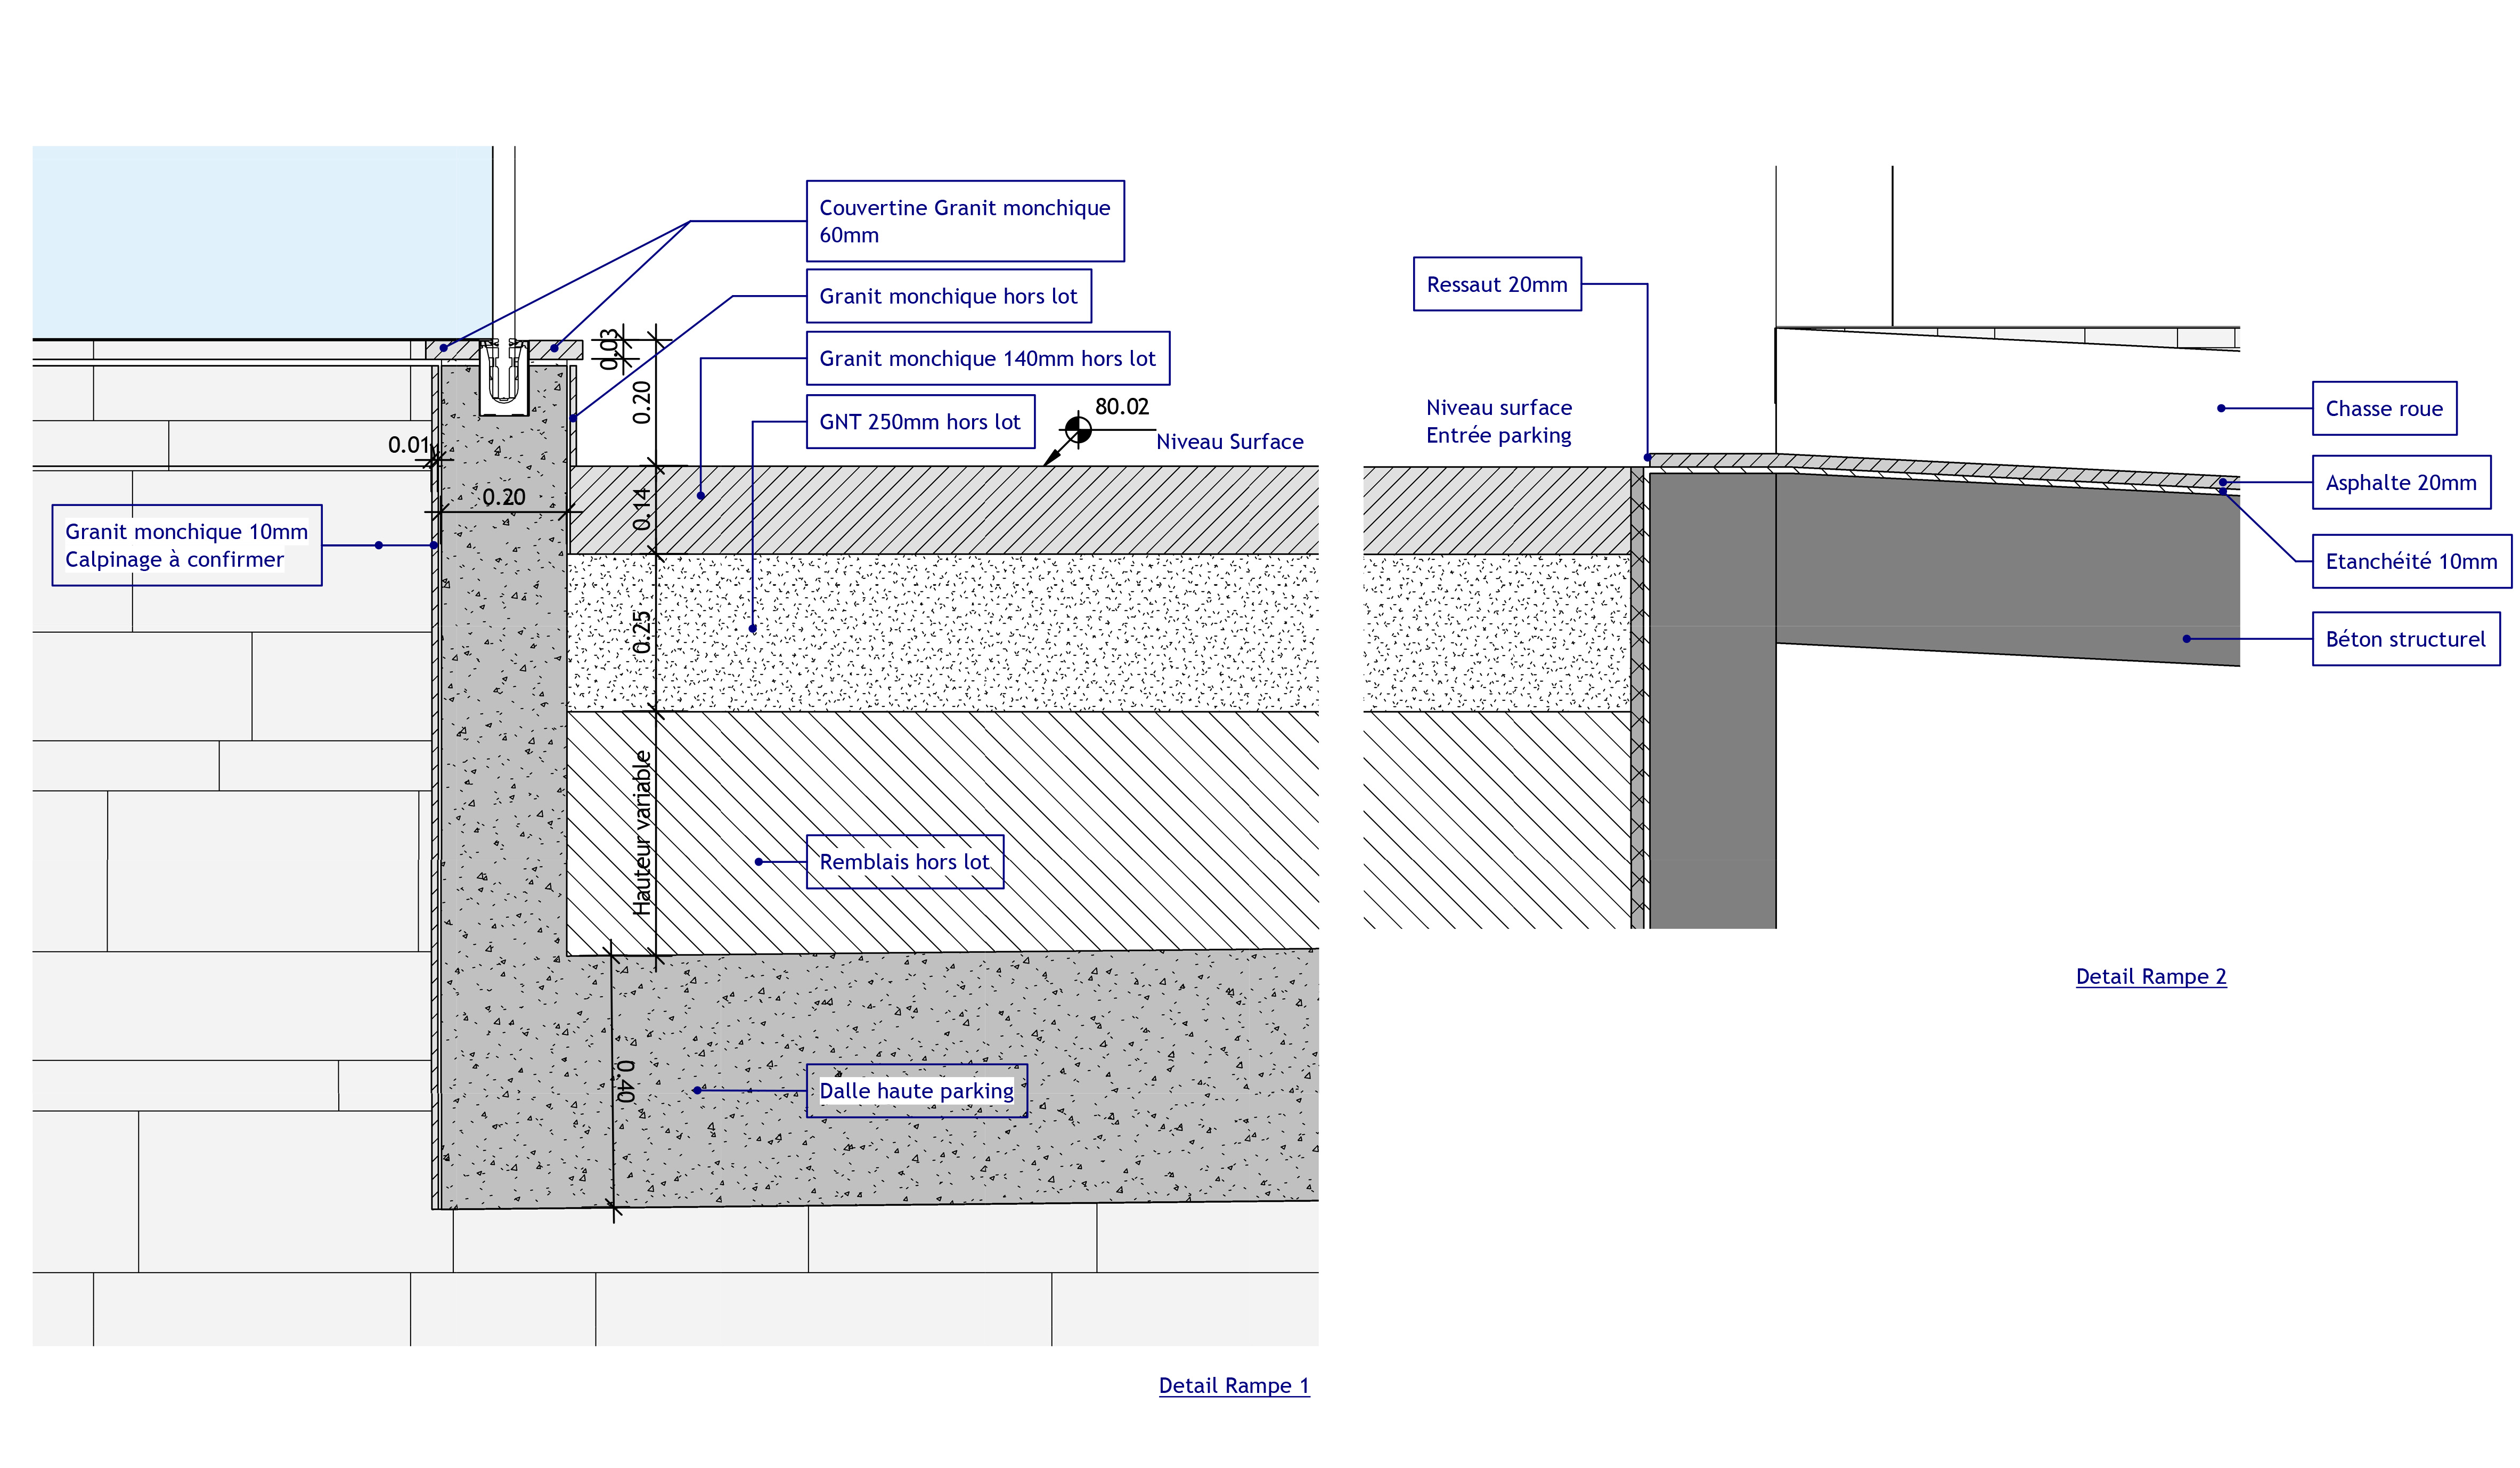 Couvertine Granit monchique
60mm
Granit monchique hors lot
Granit monchique 140mm hors lot
GNT 250mm hors lot
0.03
0.20
80.02
Niveau Surface
0.01
0.20
0.14
Granit monchique 10mm
Calpinage à confirmer
0.25
Hauteur variable
Remblais hors lot
0.40
Dalle haute parking
Detail Rampe 1
Ressaut 20mm
Niveau surface
Entrée parking
Chasse roue
Asphalte 20mm
Etanchéité 10mm
Béton structurel
Detail Rampe 2